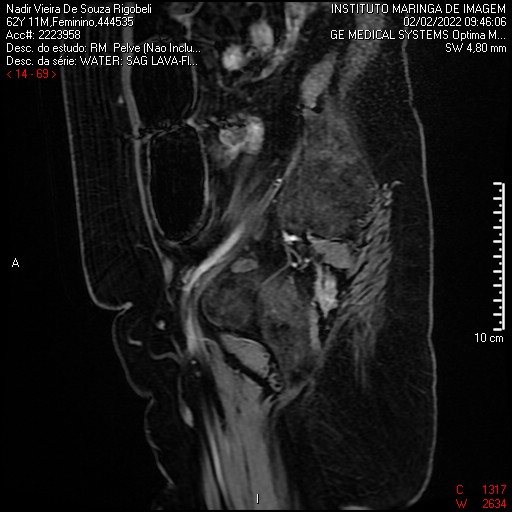 Nadir Vieira De Souza Rigobeli
62Y 11M,Feminino,444535
Acc#: 2223958
Desc. do estudo: RM Pelve (Nao Inclu...
Desc. da série: WATER: SAG LAVA-Fl...
< 14 - 69 >
INSTITUTO MARINGA DE IMAGEM
02/02/2022 09:46:06
GE MEDICAL SYSTEMS Optima M...
SW 4,80 mm
A
10 cm
I
C 1317
W 2634